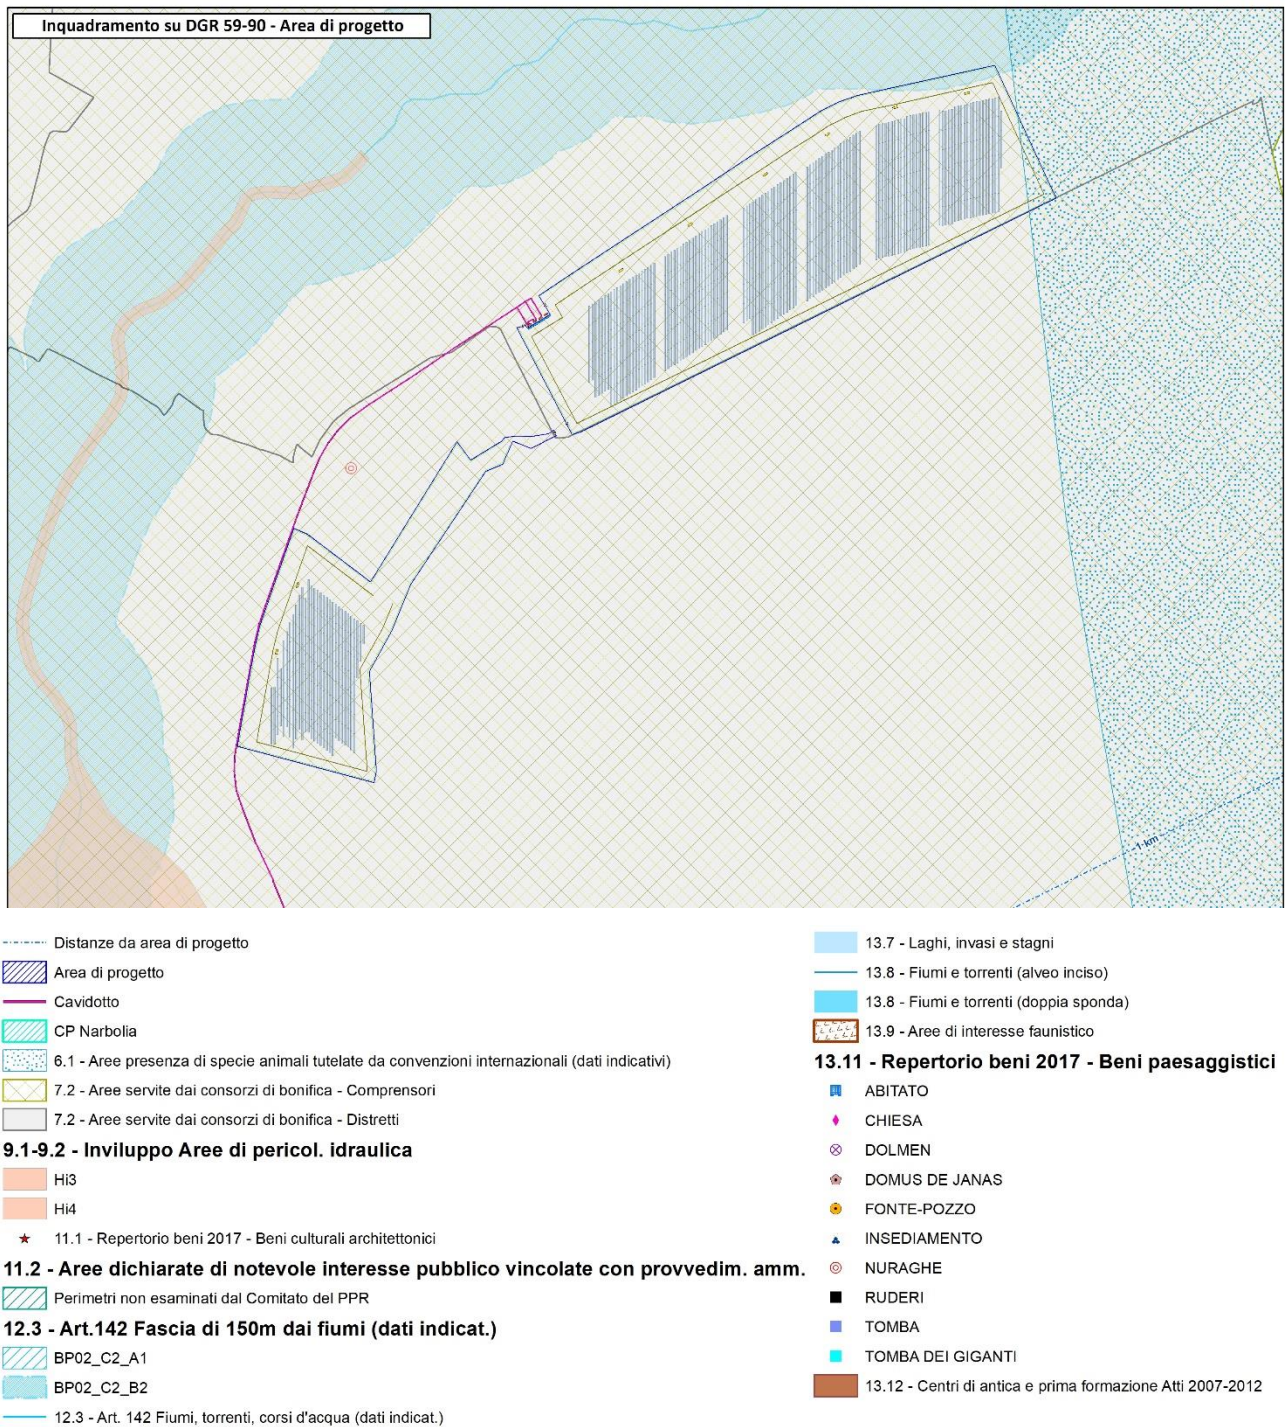 Inquadramento su DGR 59-90 - Area di progetto
1 km
Distanze da area di progetto
Area di progetto
Cavidotto
CP Narbolia
6.1 - Aree presenza di specie animali tutelate da convenzioni internazionali (dati indicativi)
7.2 - Aree servite dai consorzi di bonifica - Comprensori
7.2 - Aree servite dai consorzi di bonifica - Distretti
9.1-9.2 - Inviluppo Aree di pericol. idraulica
Hi3
Hi4
11.1 - Repertorio beni 2017 - Beni culturali architettonici
11.2 - Aree dichiarate di notevole interesse pubblico vincolate con provvedim. amm.
Perimetri non esaminati dal Comitato del PPR
12.3 - Art.142 Fascia di 150m dai fiumi (dati indicat.)
BP02_C2_A1
BP02_C2_B2
12.3 - Art. 142 Fiumi, torrenti, corsi d'acqua (dati indicat.)
13.7 - Laghi, invasi e stagni
13.8 - Fiumi e torrenti (alveo inciso)
13.8 - Fiumi e torrenti (doppia sponda)
13.9 - Aree di interesse faunistico
13.11 - Repertorio beni 2017 - Beni paesaggistici
ABITATO
CHIESA
DOLMEN
DOMUS DE JANAS
FONTE-POZZO
INSEDIAMENTO
NURAGHE
RUDERI
TOMBA
TOMBA DEI GIGANTI
13.12 - Centri di antica e prima formazione Atti 2007-2012